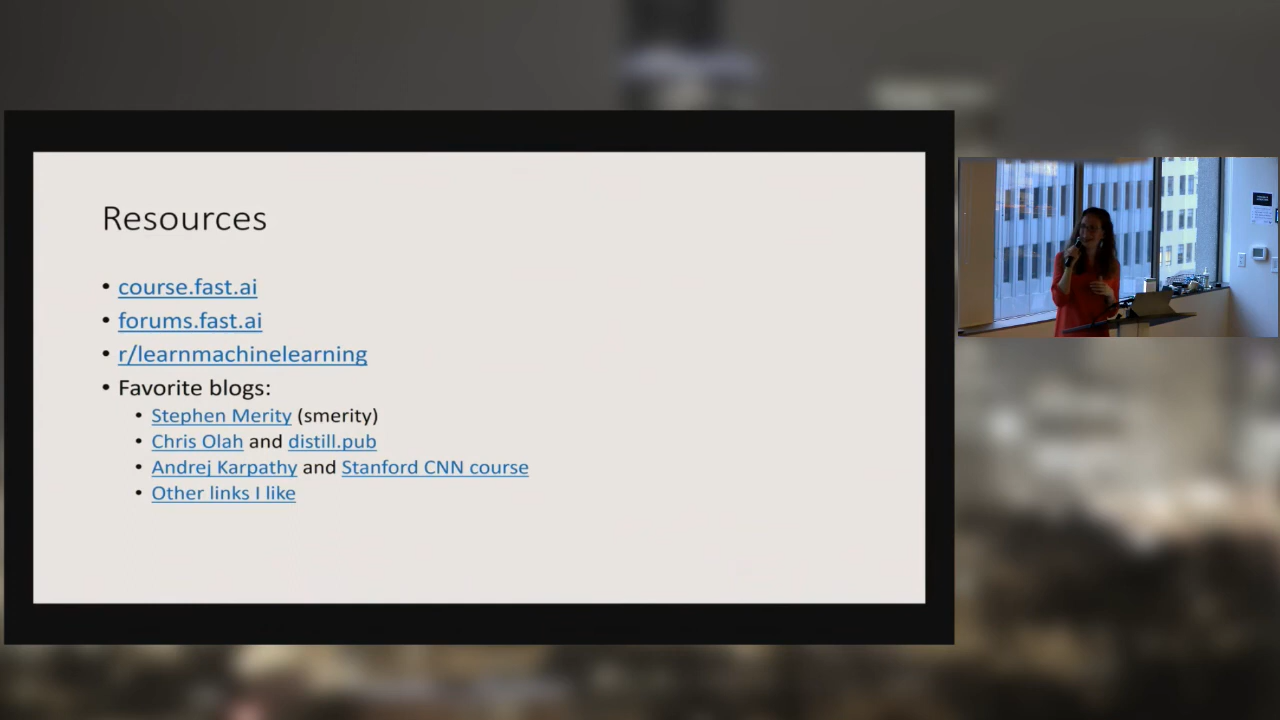 Resources
• course.fast.ai
• forums.fast.ai
• r/learnmachinelearning
• Favorite blogs:
• Stephen Merity (smerity)
• Chris Olah and distill.pub
• Andrej Karpathy and Stanford CNN course
• Other links I like